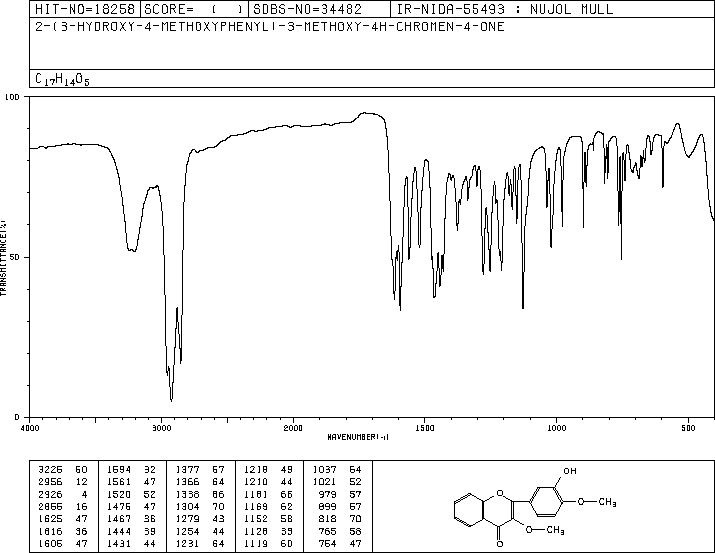 HIT-NO=18258 SCORE= ( ) SDBS-NO=34482 IR-NIDA-55493 : NUJOL MULL
2-(3-HYDROXY-4-METHOXYPHENYL)-3-METHOXY-4H-CHROMEN-4-ONE
C17H14O5
100
50
0
TRANSMITTANCE(%)
4000 3000 2000 1500 1000 500
WAVENUMBER(-1)
3225 60 1594 32 1377 57 1218 49 1037 64
2956 12 1561 47 1366 64 1210 44 1021 52
2926 4 1520 52 1338 66 1181 66 979 57
2855 16 1475 47 1304 70 1169 62 899 57
1625 47 1467 36 1279 43 1152 58 818 70
1616 36 1444 39 1254 44 1128 39 765 58
1605 47 1431 44 1231 64 1119 60 754 47
OH
O O-CH3
O-CH3
O